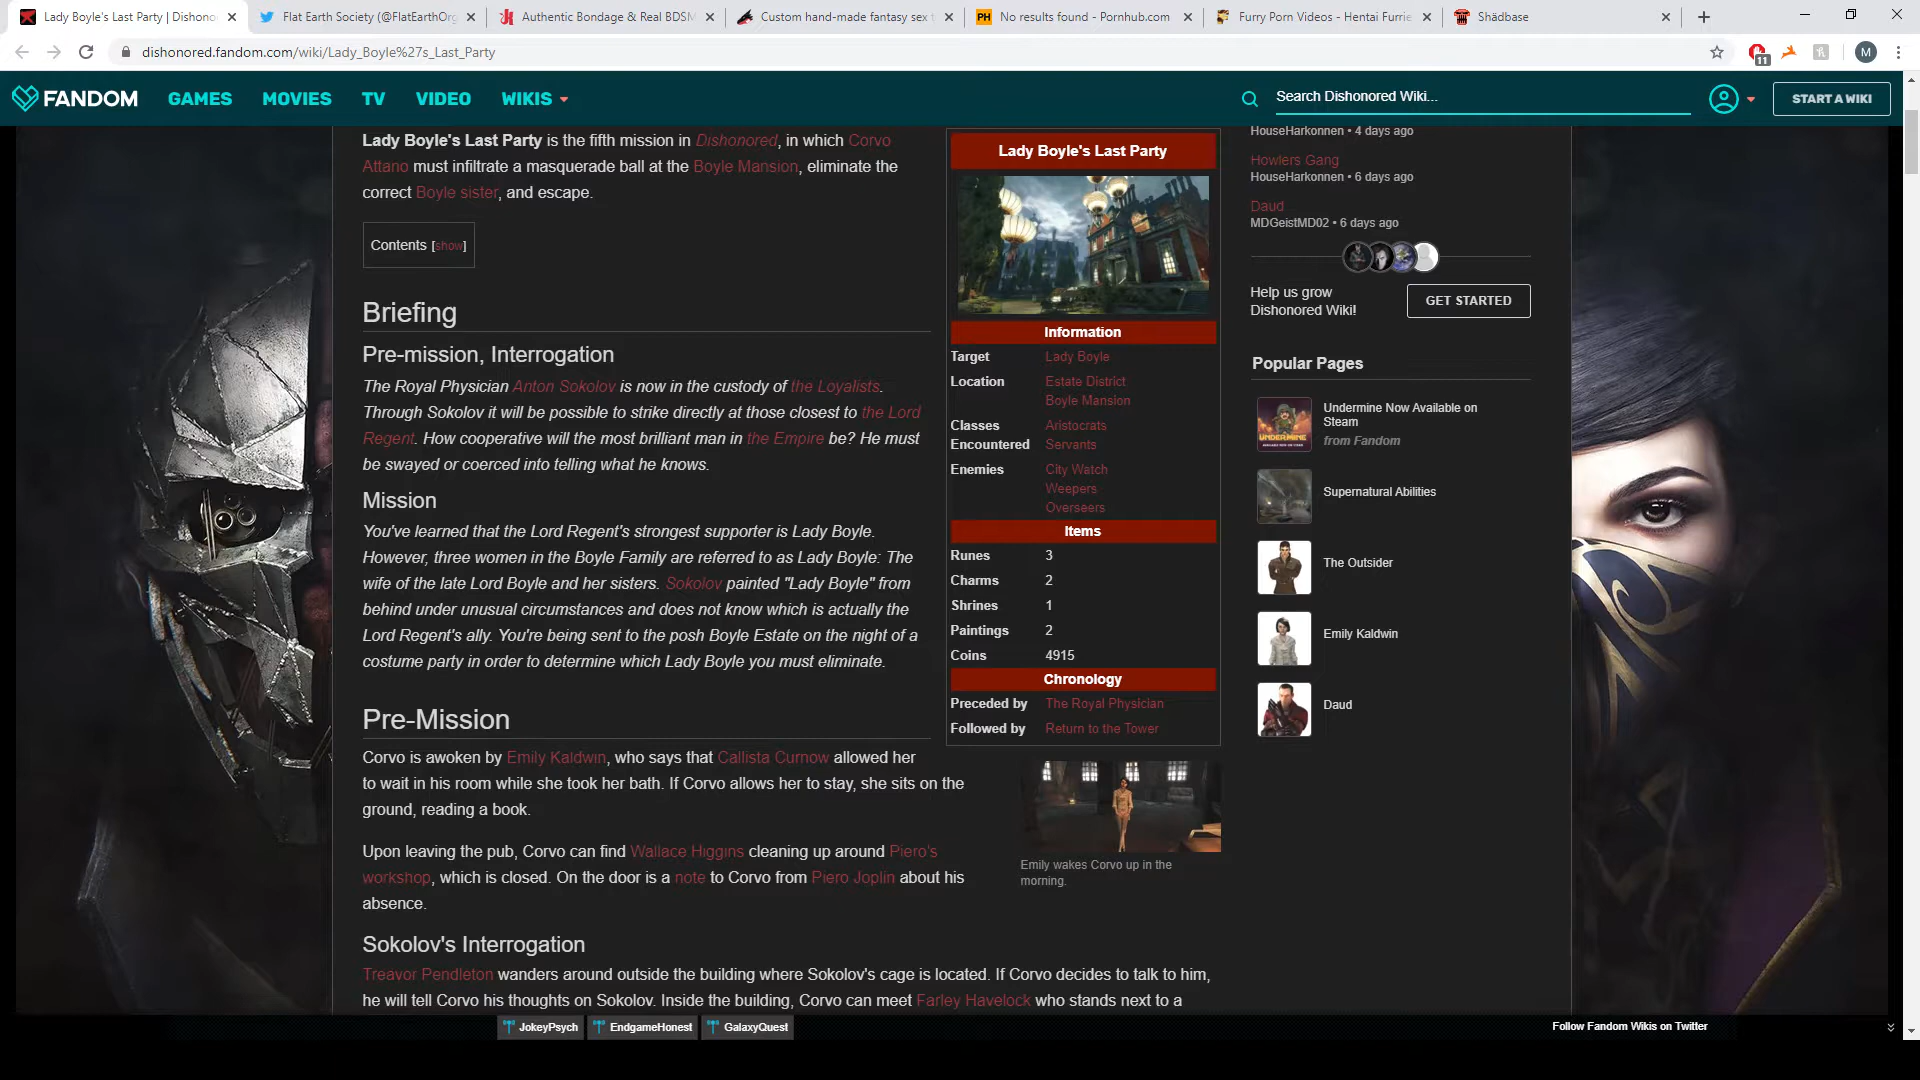 Lady Boyle's Last Party | Dishono
Flat Earth Society (@FlatEarthOrg
Authentic Bondage & Real BDSM
Custom hand-made fantasy sex t
PH No results found - Pornhub.com
Furry Porn Videos - Hentai Furrie
Shädbase
dishonored.fandom.com/wiki/Lady_Boyle%27s_Last_Party
11
M
FANDOM GAMES MOVIES TV VIDEO WIKIS
Search Dishonored Wiki...
START A WIKI
Lady Boyle's Last Party is the fifth mission in Dishonored, in which Corvo
Attano must infiltrate a masquerade ball at the Boyle Mansion, eliminate the
correct Boyle sister, and escape.
Contents [show]
Briefing
Pre-mission, Interrogation
The Royal Physician Anton Sokolov is now in the custody of the Loyalists.
Through Sokolov it will be possible to strike directly at those closest to the Lord
Regent. How cooperative will the most brilliant man in the Empire be? He must
be swayed or coerced into telling what he knows.
Mission
You've learned that the Lord Regent's strongest supporter is Lady Boyle.
However, three women in the Boyle Family are referred to as Lady Boyle: The
wife of the late Lord Boyle and her sisters. Sokolov painted "Lady Boyle" from
behind under unusual circumstances and does not know which is actually the
Lord Regent's ally. You're being sent to the posh Boyle Estate on the night of a
costume party in order to determine which Lady Boyle you must eliminate.
Pre-Mission
Corvo is awoken by Emily Kaldwin, who says that Callista Curnow allowed her
to wait in his room while she took her bath. If Corvo allows her to stay, she sits on the
ground, reading a book.
Upon leaving the pub, Corvo can find Wallace Higgins cleaning up around Piero's
workshop, which is closed. On the door is a note to Corvo from Piero Joplin about his
absence.
Sokolov's Interrogation
Treavor Pendleton wanders around outside the building where Sokolov's cage is located. If Corvo decides to talk to him,
he will tell Corvo his thoughts on Sokolov. Inside the building, Corvo can meet Farley Havelock who stands next to a
Lady Boyle's Last Party
Information
Target Lady Boyle
Location Estate District
Boyle Mansion
Classes Aristocrats
Encountered Servants
Enemies City Watch
Weepers
Overseers
Items
Runes 3
Charms 2
Shrines 1
Paintings 2
Coins 4915
Chronology
Preceded by The Royal Physician
Followed by Return to the Tower
Emily wakes Corvo up in the
morning.
HouseHarkonnen • 4 days ago
Howlers Gang
HouseHarkonnen • 6 days ago
Daud
MDGeistMD02 • 6 days ago
Help us grow
Dishonored Wiki!
GET STARTED
Popular Pages
UNDERMINE
Undermine Now Available on
Steam
from Fandom
Supernatural Abilities
The Outsider
Emily Kaldwin
Daud
JokeyPsych
EndgameHonest
GalaxyQuest
Follow Fandom Wikis on Twitter